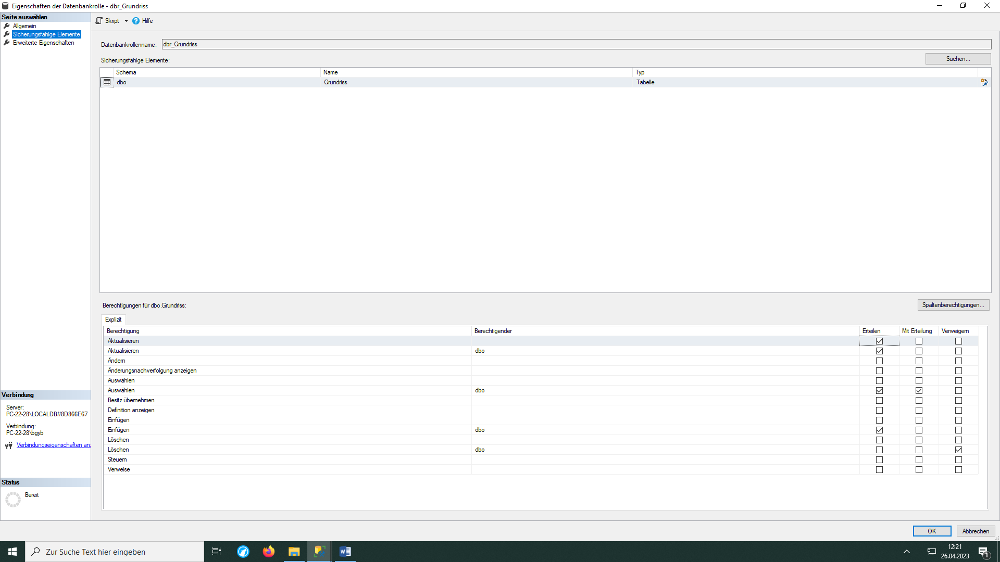 Eigenschaften der Datenbankrolle - dbr_Grundriss
Seite auswählen
Allgemein
Sicherungsfähige Elemente
Erweiterte Eigenschaften
Skript
Hilfe
Datenbankrollenname: dbr_Grundriss
Sicherungsfähige Elemente:
Suchen...
Schema Name Typ
dbo Grundriss Tabelle
Berechtigungen für dbo.Grundriss:
Spaltenberechtigungen...
Explizit
Berechtigung Berechtigender Erteilen Mit Erteilung Verweigern
Aktualisieren
Aktualisieren dbo
Ändern
Änderungsnachverfolgung anzeigen
Auswählen
Auswählen dbo
Besitz übernehmen
Definition anzeigen
Einfügen
Einfügen dbo
Löschen
Löschen dbo
Steuern
Verweise
Verbindung
Server:
PC-22-28\LOCALDB#8D866E67
Verbindung:
PC-22-28\bgyb
Verbindungseigenschaften an
Status
Bereit
OK Abbrechen
Zur Suche Text hier eingeben
12:21
26.04.2023
1